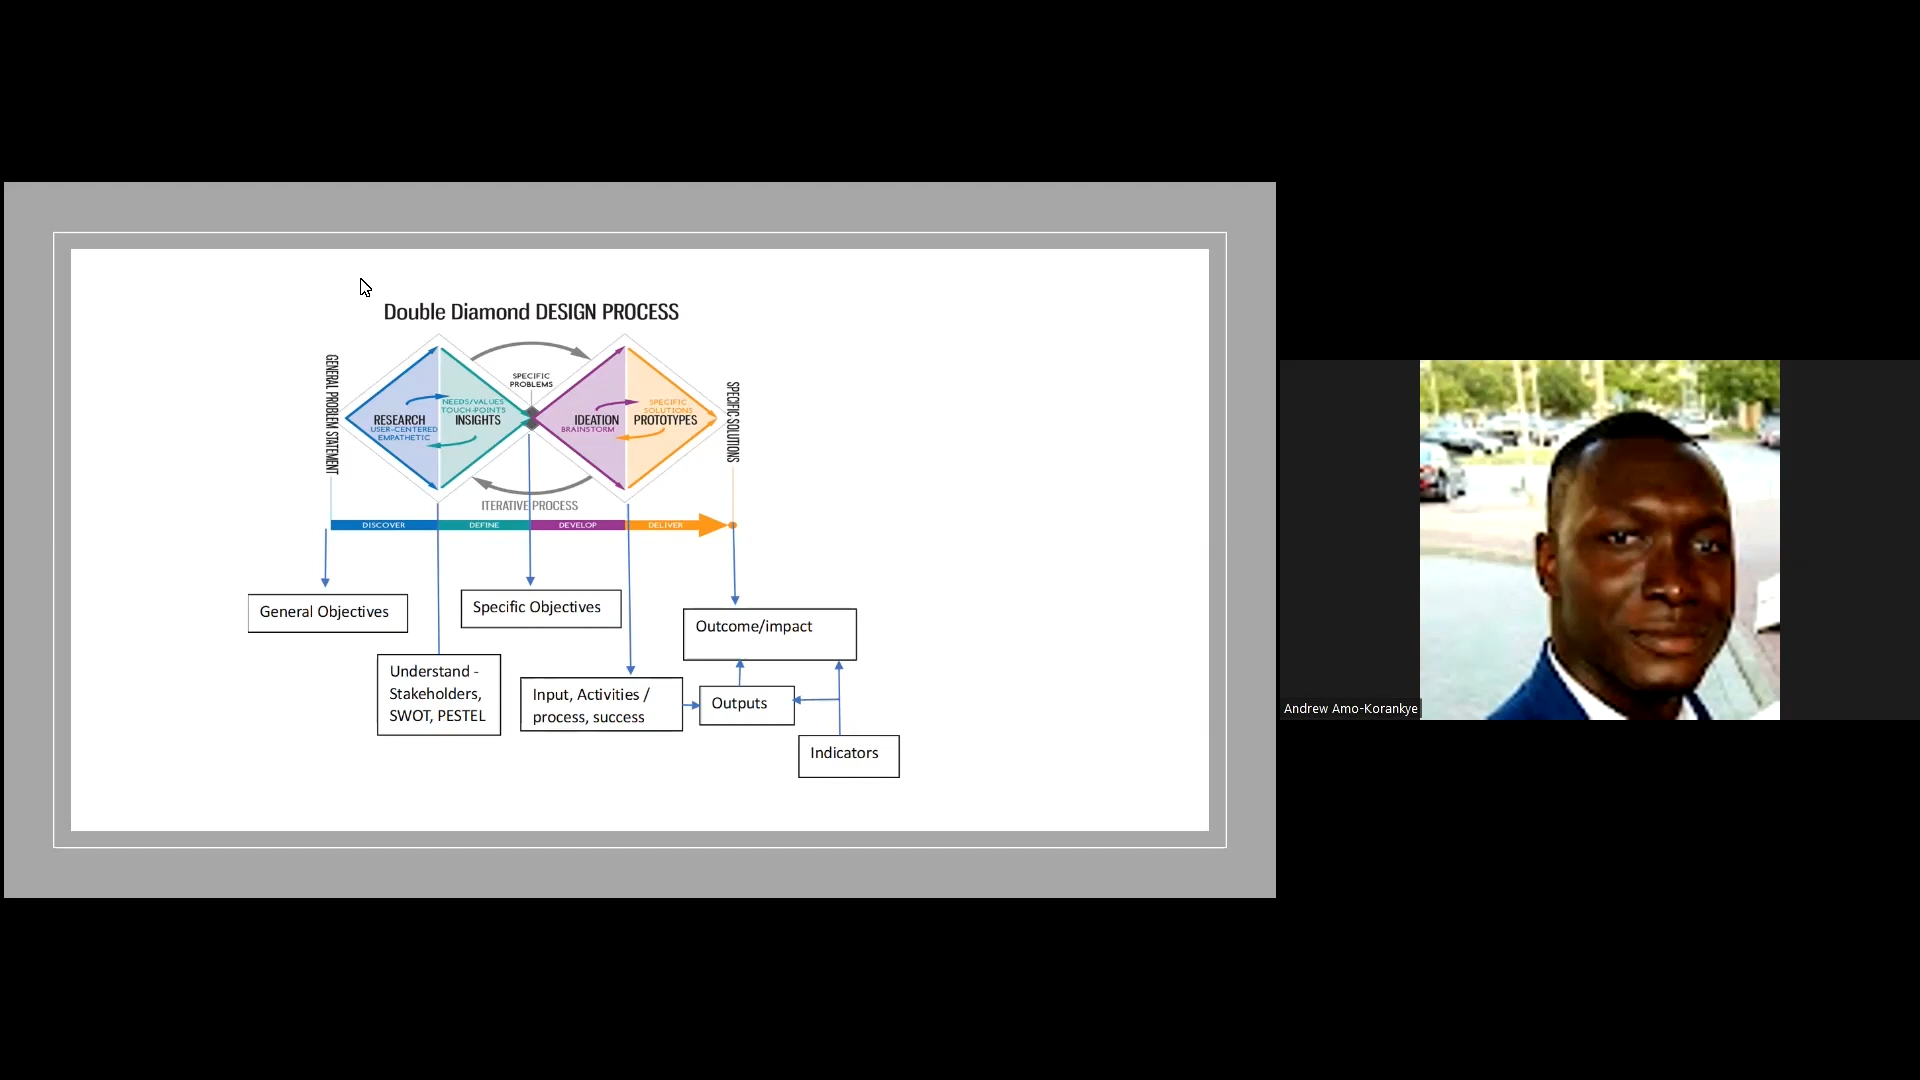 Double Diamond DESIGN PROCESS
GENERAL PROBLEM STATEMENT
SPECIFIC
PROBLEMS
SPECIFIC SOLUTIONS
NEEDS/VALUES
TOUCH-POINTS
RESEARCH
INSIGHTS
USER-CENTERED
EMPATHETIC
SPECIFIC
SOLUTIONS
IDEATION
PROTOTYPES
BRAINSTORM
ITERATIVE PROCESS
DISCOVER
DEFINE
DEVELOP
DELIVER
General Objectives
Specific Objectives
Outcome/impact
Understand -
Stakeholders,
SWOT, PESTEL
Input, Activities /
process, success
Outputs
Indicators
Andrew Amo-Korankye